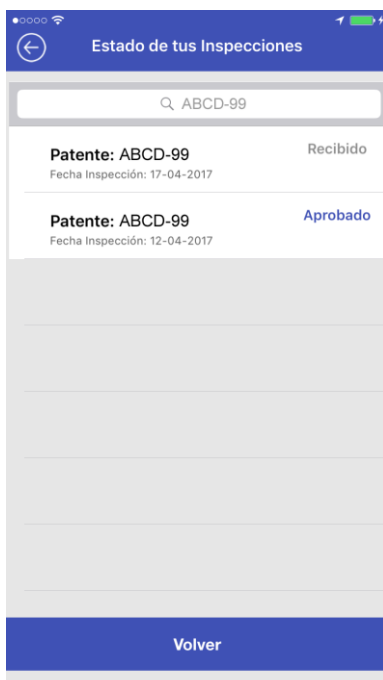 Estado de tus Inspecciones
ABCD-99
Patente: ABCD-99
Recibido
Fecha Inspección: 17-04-2017
Patente: ABCD-99
Aprobado
Fecha Inspección: 12-04-2017
Volver